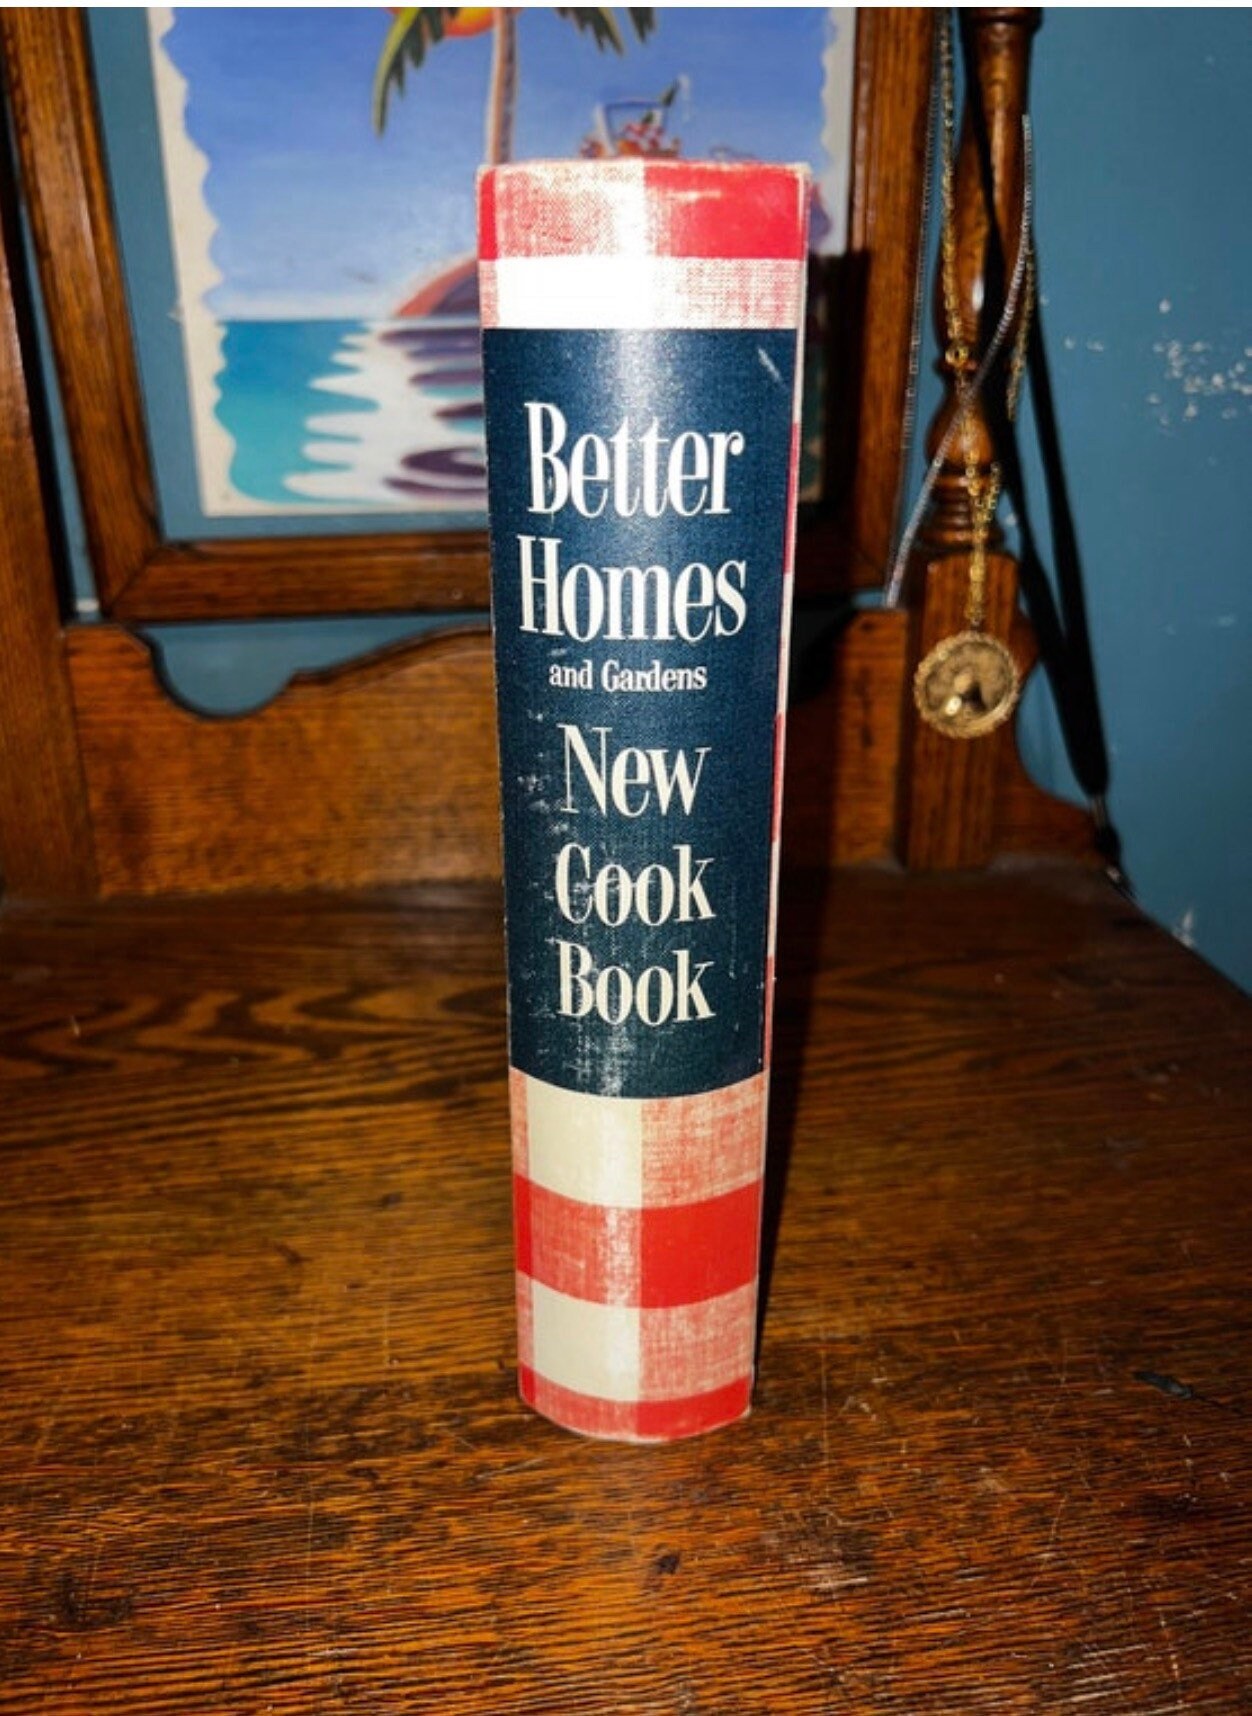 Better
Homes
and Gardens
New
Cook
Book